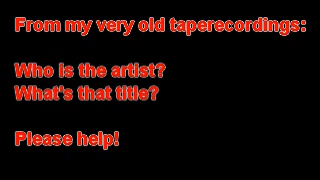 From my very old taperecordings:
Who is the artist?
What's that title?
Please help!